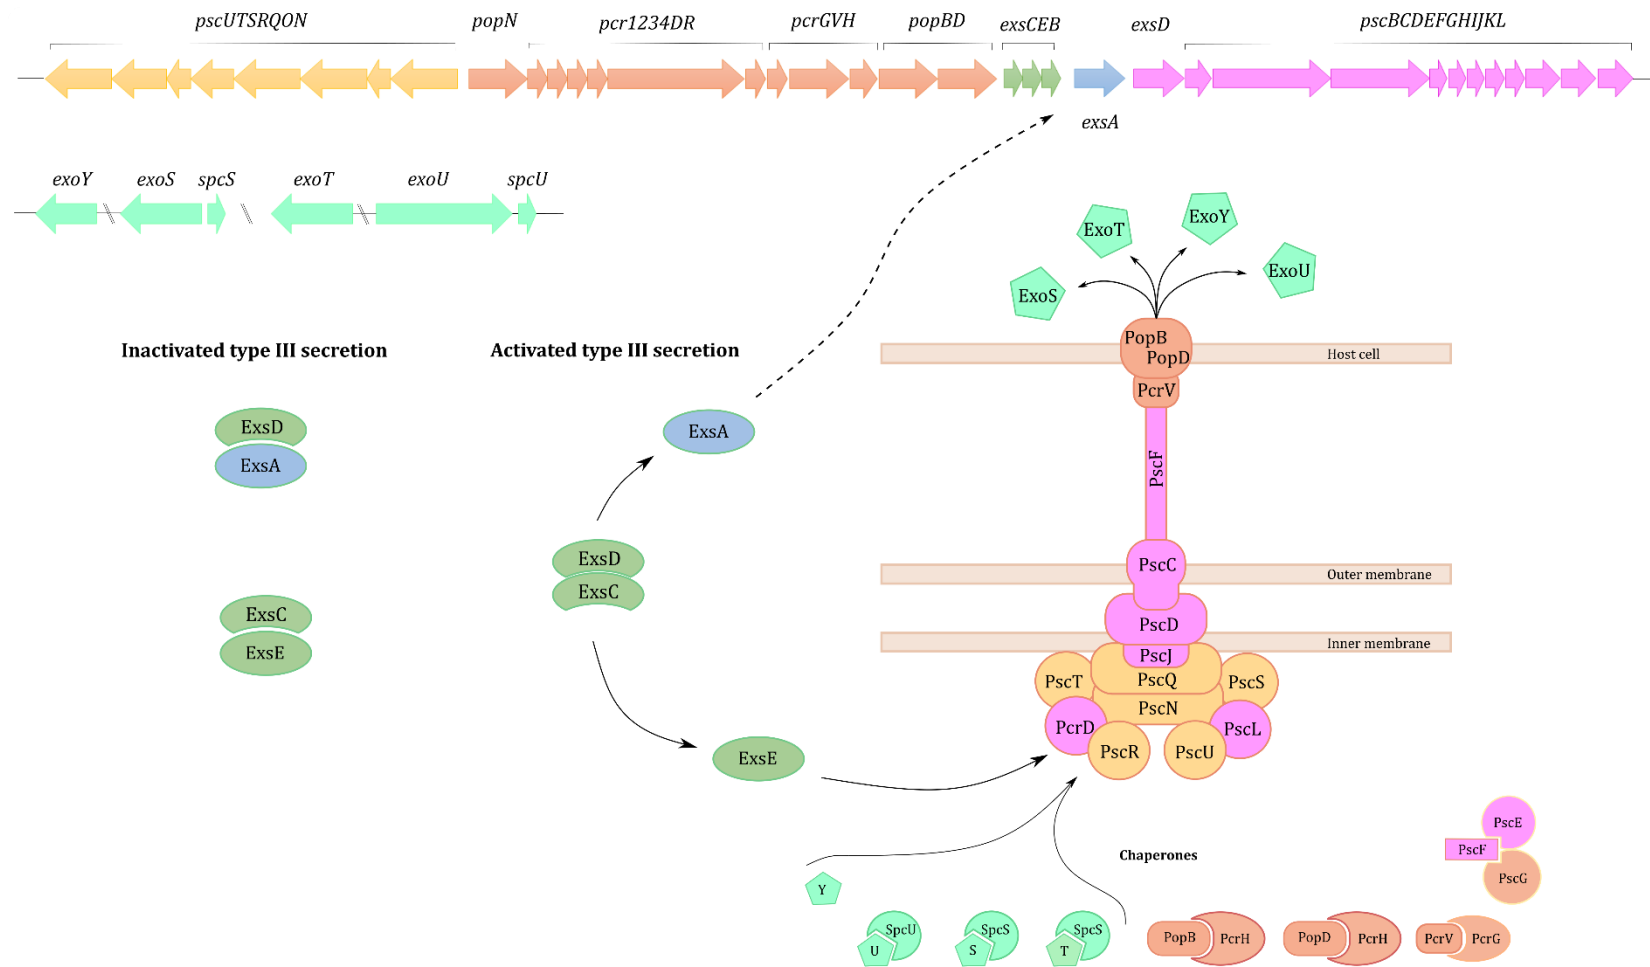 pscUTSRQON popN pcr1234DR pcrGVH popBD exsCEB exsD pscBCDEFGHIJKL
exsA
exoY exoS spcS exoT exoU spcU
ExoT
ExoY
ExoS
ExoU
Inactivated type III secretion
Activated type III secretion
PopB
PopD
Host cell
PcrV
ExsD
ExsA
ExsA
PscF
ExsD
ExsC
PscC
Outer membrane
ExsC
ExsE
PscD
Inner membrane
PscJ
PscT
PscQ
PscS
PscN
PcrD
PscL
PscR
PscU
ExsE
Chaperones
PscE
PscF
PscG
Y
SpcU
U
SpcS
S
SpcS
T
PopB PcrH
PopD PcrH
PcrV PcrG